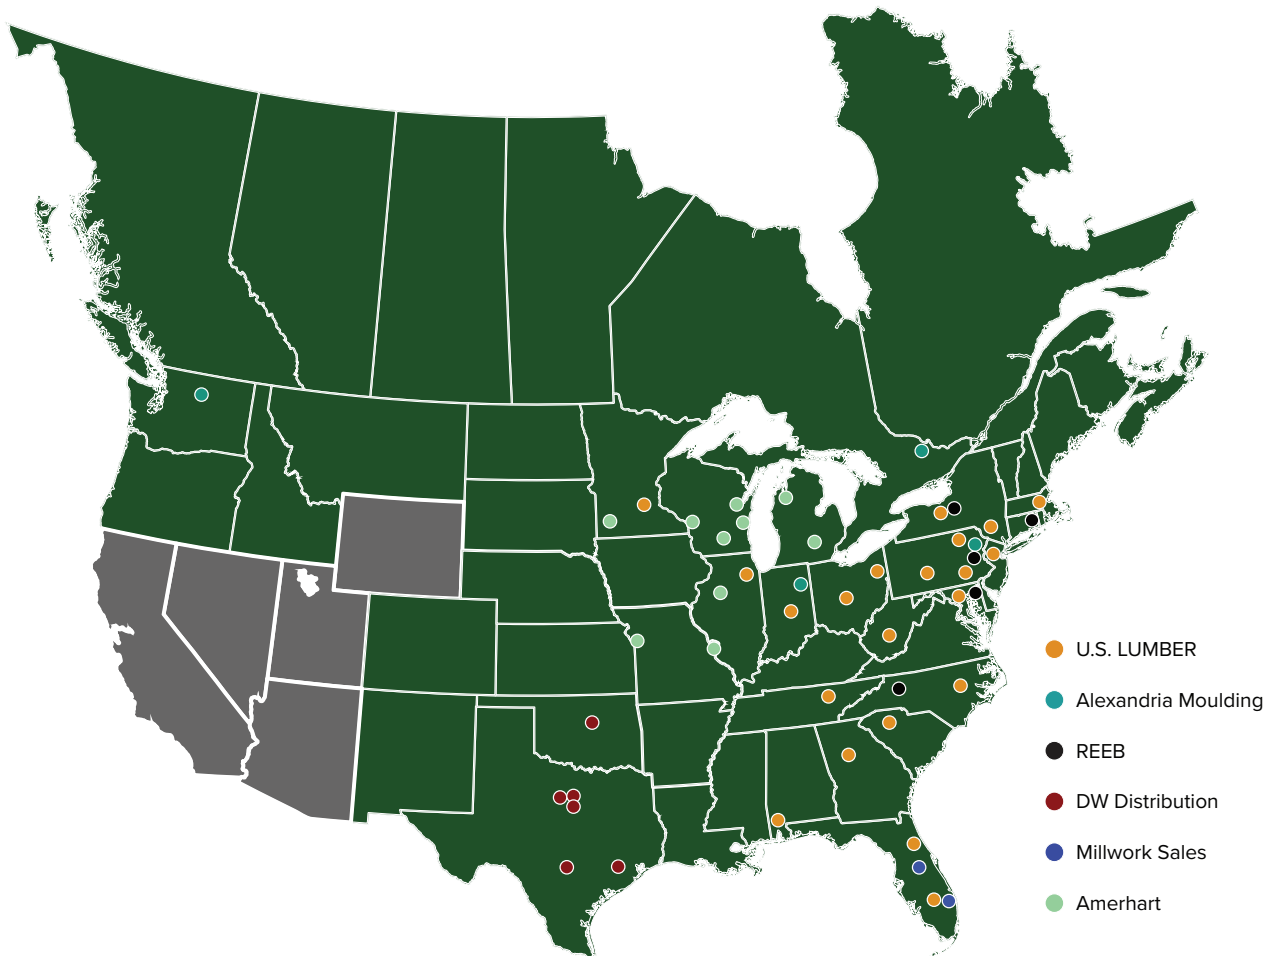 U.S. LUMBER
Alexandria Moulding
REEB
DW Distribution
Millwork Sales
Amerhart